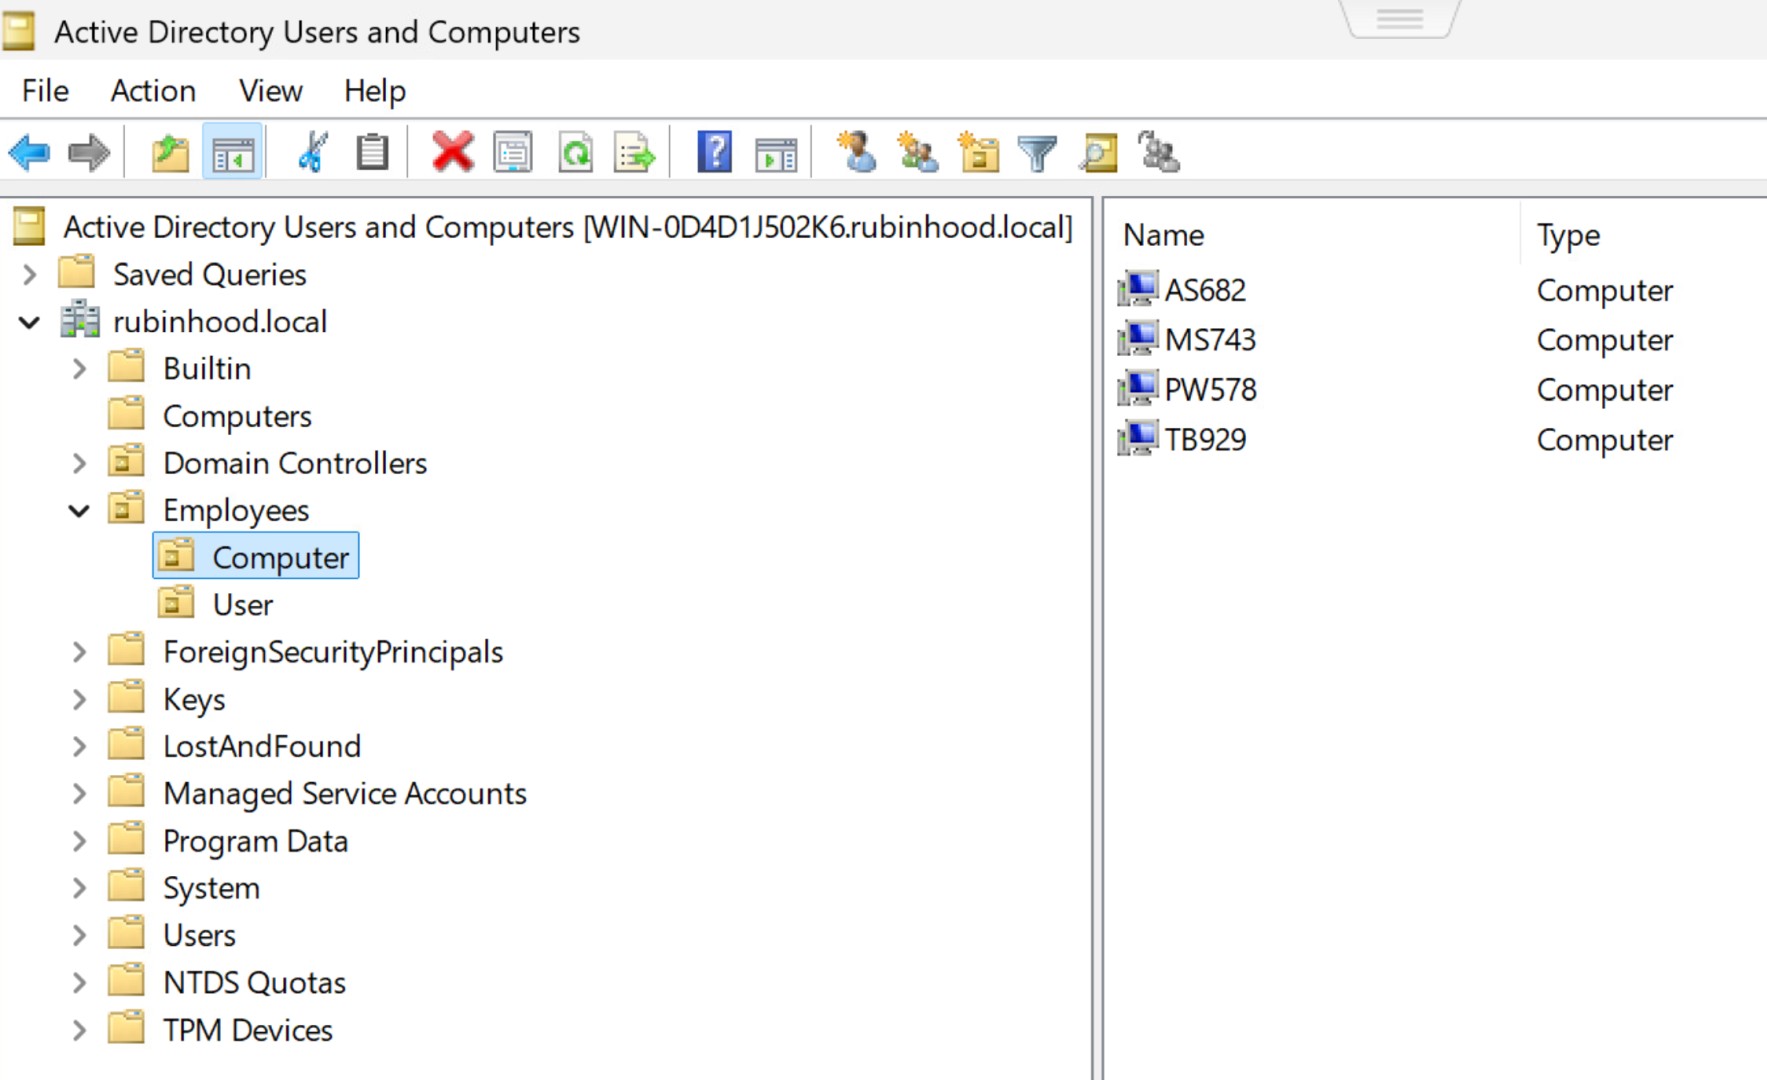 Active Directory Users and Computers
File Action View Help
Active Directory Users and Computers [WIN-0D4D1J502K6.rubinhood.local]
Saved Queries
rubinhood.local
Builtin
Computers
Domain Controllers
Employees
Computer
User
ForeignSecurityPrincipals
Keys
LostAndFound
Managed Service Accounts
Program Data
System
Users
NTDS Quotas
TPM Devices
Name Type
AS682 Computer
MS743 Computer
PW578 Computer
TB929 Computer